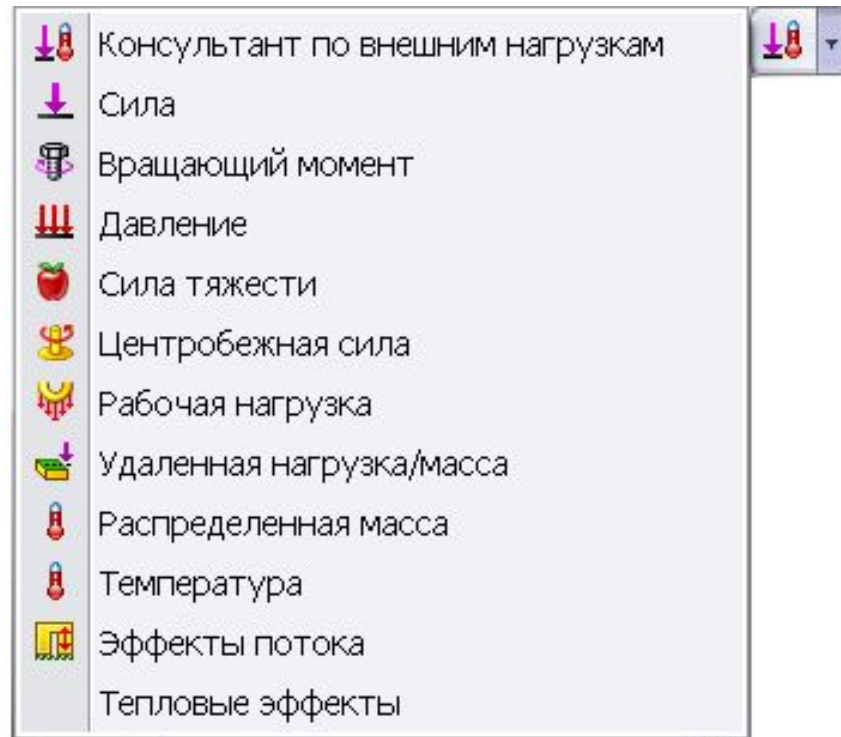 Консультант по внешним нагрузкам
Сила
Вращающий момент
Давление
Сила тяжести
Центробежная сила
Рабочая нагрузка
Удаленная нагрузка/масса
Распределенная масса
Температура
Эффекты потока
Тепловые эффекты